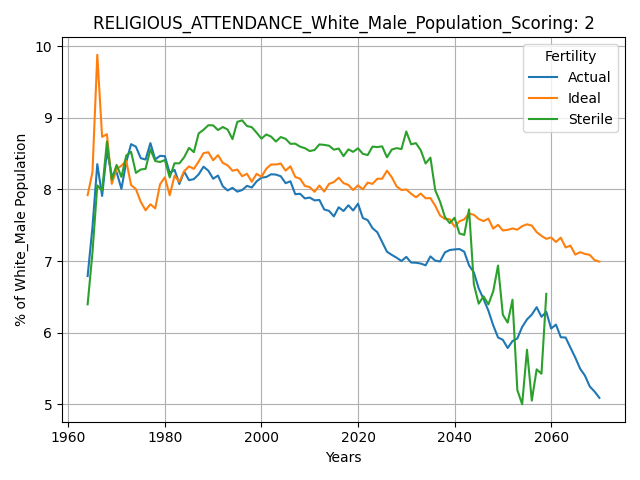 RELIGIOUS_ATTENDANCE_White_Male_Population_Scoring: 2
% of White_Male Population
10
9
8
7
6
5
Fertility
Actual
Ideal
Sterile
1960 1980 2000 2020 2040 2060
Years